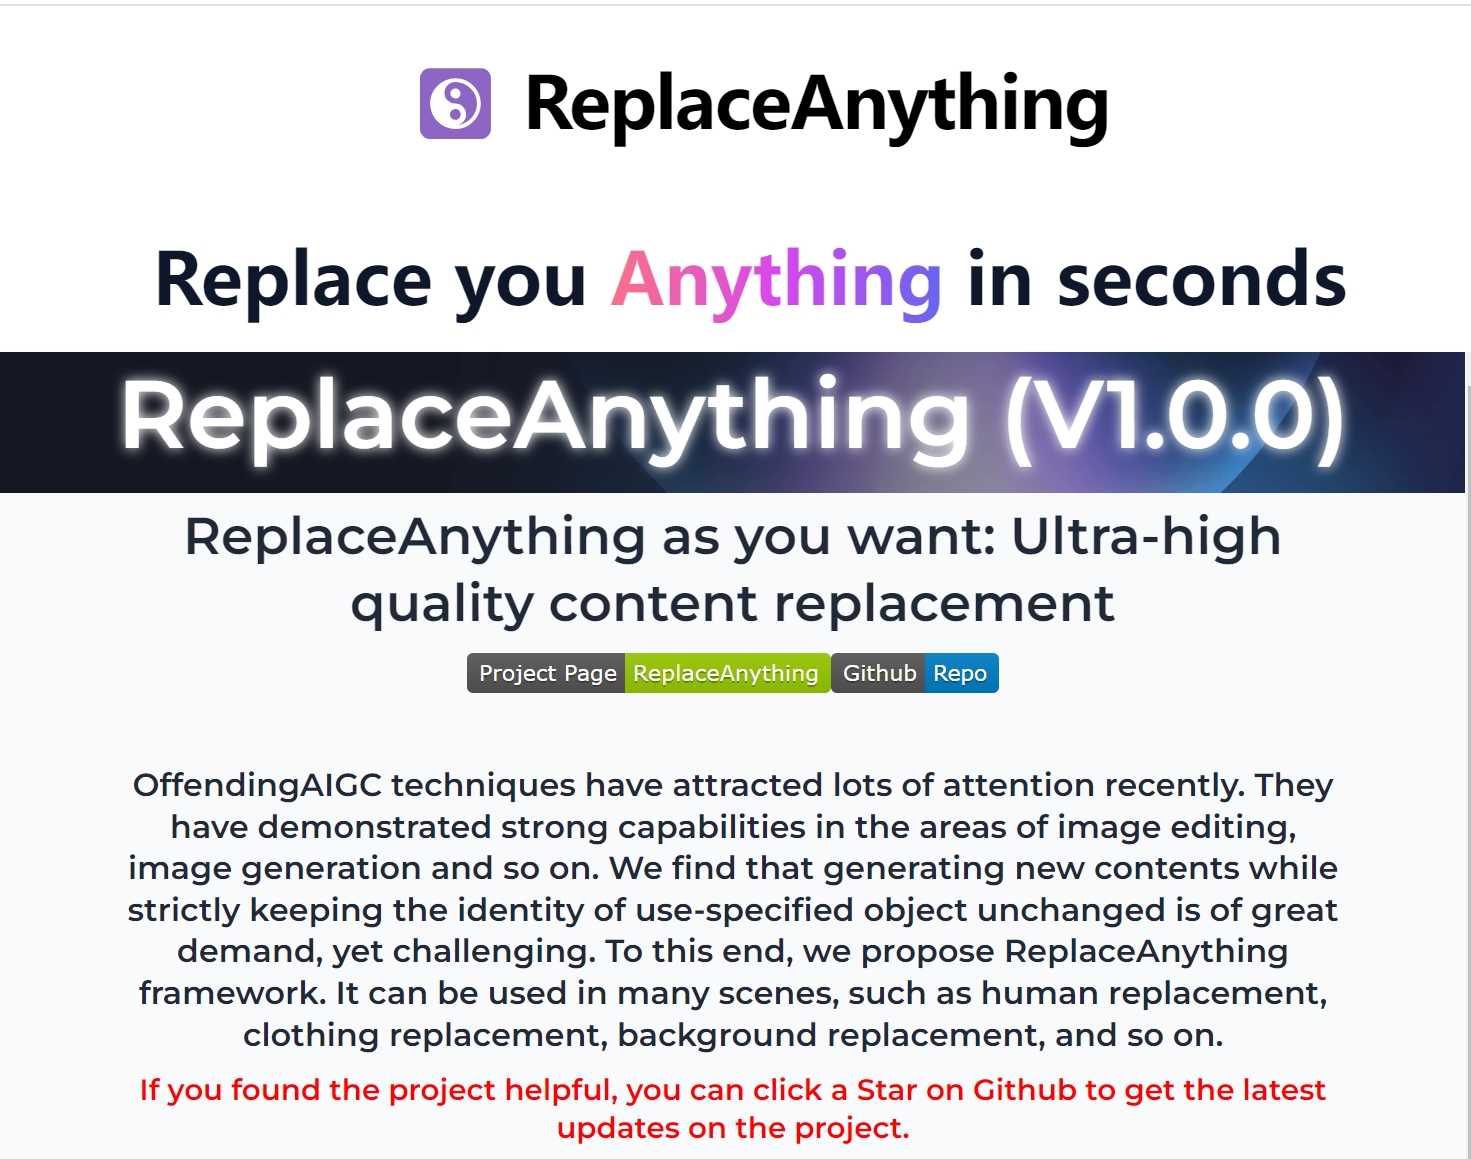 ReplaceAnything
Replace you Anything in seconds
ReplaceAnything (V1.0.0)
ReplaceAnything as you want: Ultra-high
quality content replacement
Project Page ReplaceAnything Github Repo
OffendingAIGC techniques have attracted lots of attention recently. They
have demonstrated strong capabilities in the areas of image editing,
image generation and so on. We find that generating new contents while
strictly keeping the identity of use-specified object unchanged is of great
demand, yet challenging. To this end, we propose ReplaceAnything
framework. It can be used in many scenes, such as human replacement,
clothing replacement, background replacement, and so on.
If you found the project helpful, you can click a Star on Github to get the latest
updates on the project.